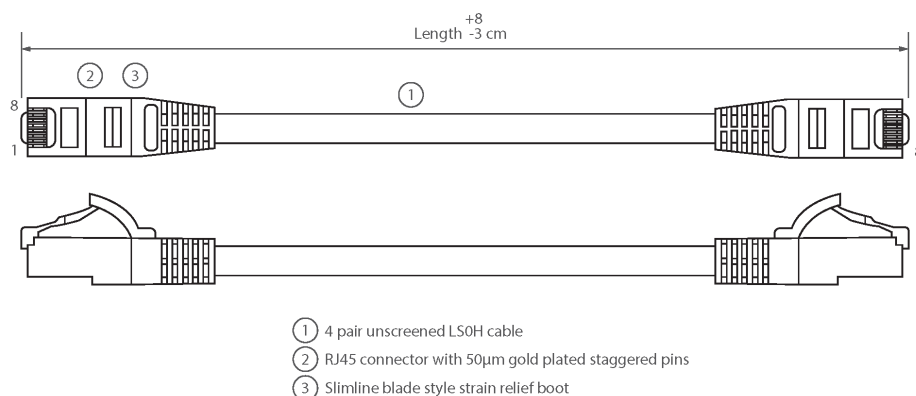 +8
Length -3 cm
2
3
1
8
1
1 4 pair unscreened LS0H cable
2 RJ45 connector with 50µm gold plated staggered pins
3 Slimline blade style strain relief boot